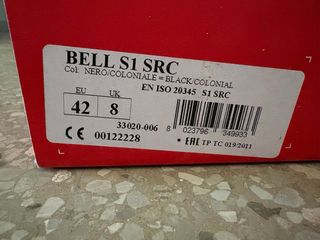 BELL S1 SRC
Col: NERO/COLONIALE = BLACK/COLONIAL
EN ISO 20345 S1 SRC
EU UK
42 8
33020-006
8 023796 349933
CE 00122228
* EAC TP TC 019/2011